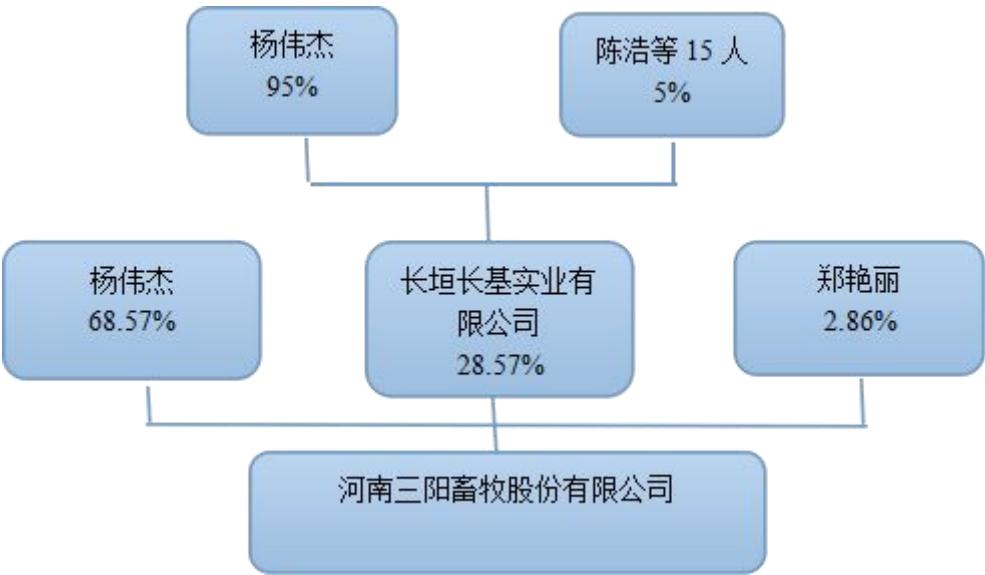 杨伟杰
95%
陈浩等 15 人
5%
杨伟杰
68.57%
长垣长基实业有
限公司
28.57%
郑艳丽
2.86%
河南三阳畜牧股份有限公司